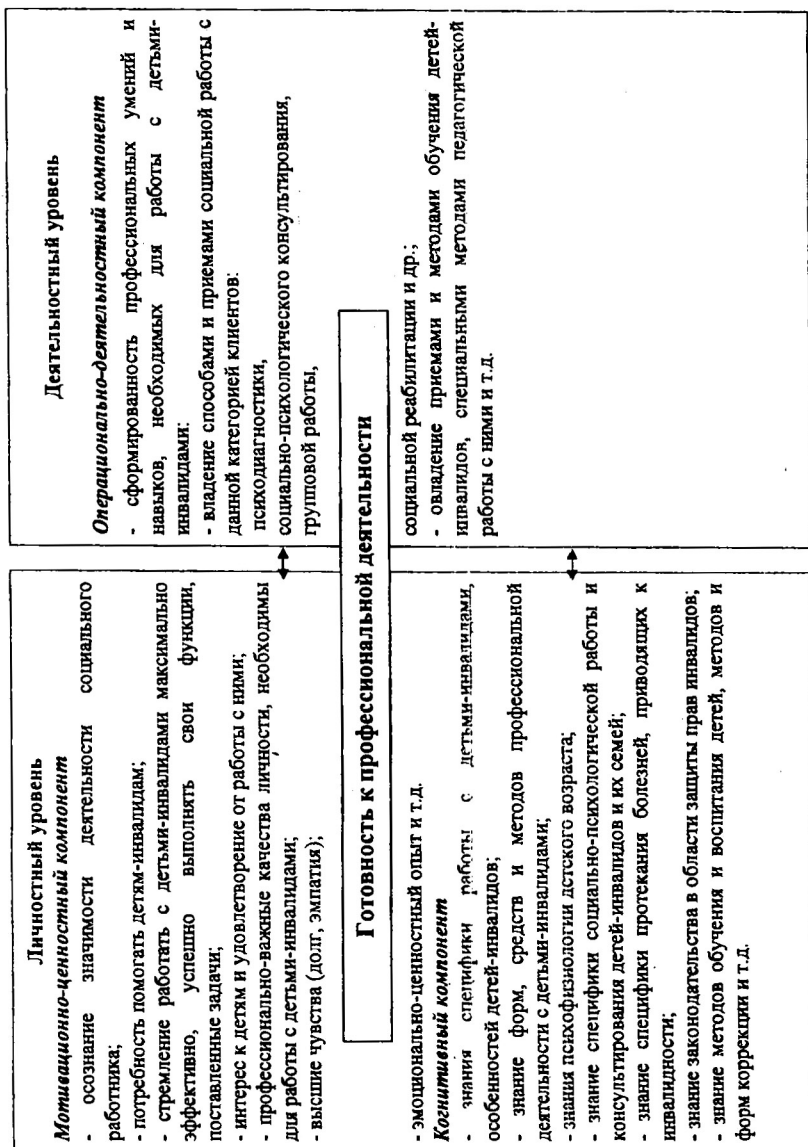 Личностный уровень
Мотивационно-ценностный компонент
- осознание значимости деятельности социального
работника;
- потребность помогать детям-инвалидам;
- стремление работать с детьми-инвалидами максимально
эффективно, успешно выполнять свои функции,
поставленные задачи;
- интерес к детям и удовлетворение от работы с ними;
- профессионально-важные качества личности, необходимы
для работы с детьми-инвалидами;
- высшие чувства (долг, эмпатия);
Деятельностный уровень
Операционально-деятельностный компонент
- сформированность профессиональных умений и
навыков, необходимых для работы с детьми-
инвалидами:
- владение способами и приемами социальной работы с
данной категорией клиентов:
психодиагностики,
социально-психологического консультирования,
групповой работы,
Готовность к профессиональной деятельности
- эмоционально-ценностный опыт и т.д.
Когнитивный компонент
- знания специфики работы с детьми-инвалидами,
особенностей детей-инвалидов;
- знание форм, средств и методов профессиональной
деятельности с детьми-инвалидами;
- знания психофизиологии детского возраста;
- знание специфики социально-психологической работы и
консультирования детей-инвалидов и их семей;
- знание специфики протекания болезней, приводящих к
инвалидности;
- знание законодательства в области защиты прав инвалидов;
- знание методов обучения и воспитания детей, методов и
форм коррекции и т.д.
социальной реабилитации и др.;
- овладение приемами и методами обучения детей-
инвалидов, специальными методами педагогической
работы с ними и т.д.